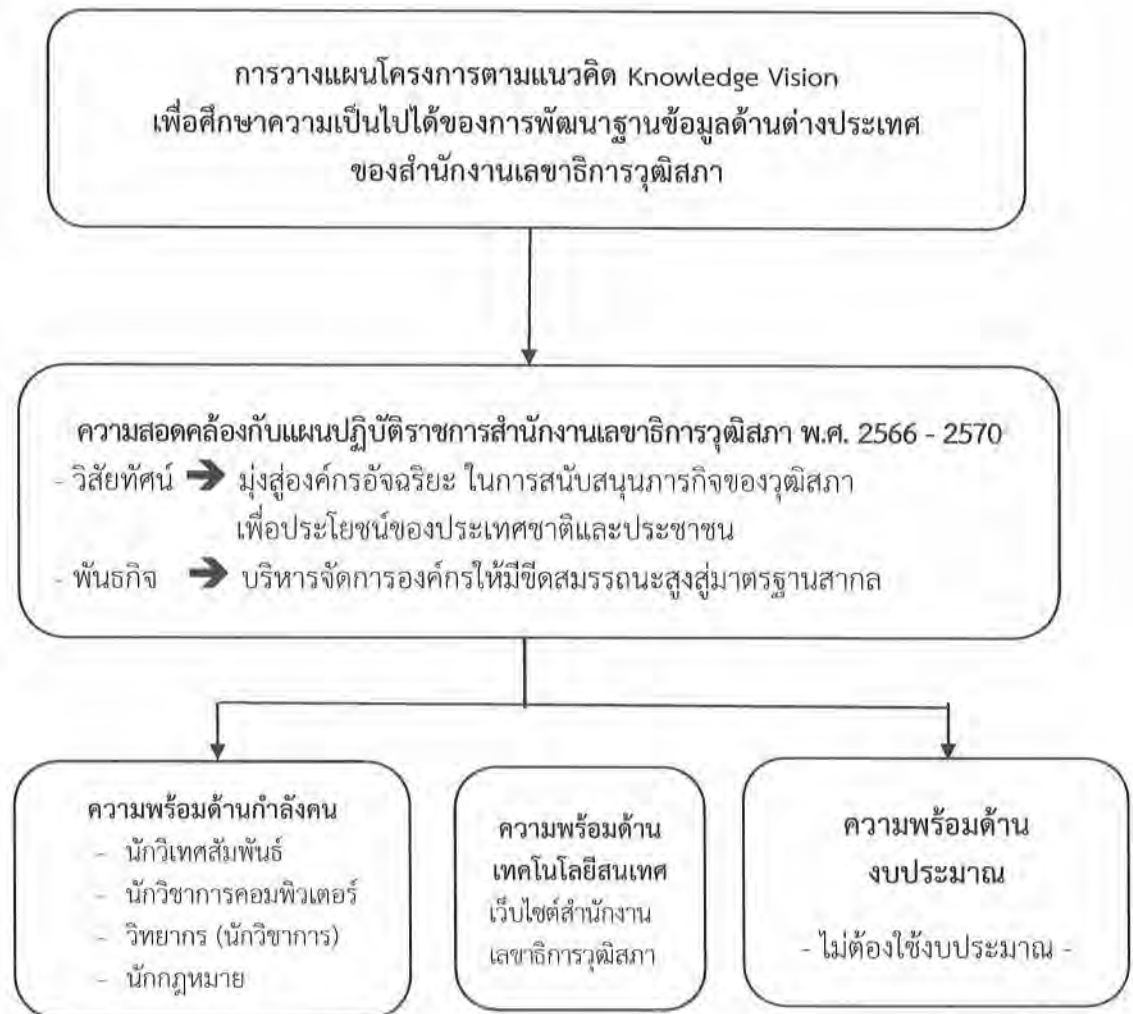 การวางแผนโครงการตามแนวคิด Knowledge Vision
เพื่อศึกษาความเป็นไปได้ของการพัฒนาฐานข้อมูลด้านต่างประเทศ
ของสำนักงานเลขาธิการวุฒิสภา
ความสอดคล้องกับแผนปฏิบัติราชการสำนักงานเลขาธิการวุฒิสภา พ.ศ. 2566 - 2570
- วิสัยทัศน์ ➔ มุ่งสู่องค์กรอัจฉริยะ ในการสนับสนุนภารกิจของวุฒิสภา
เพื่อประโยชน์ของประเทศชาติและประชาชน
- พันธกิจ ➔ บริหารจัดการองค์กรให้มีขีดสมรรถนะสูงสู่มาตรฐานสากล
ความพร้อมด้านกำลังคน
- นักวิเทศสัมพันธ์
- นักวิชาการคอมพิวเตอร์
- วิทยากร (นักวิชาการ)
- นักกฎหมาย
ความพร้อมด้าน
เทคโนโลยีสนเทศ
เว็บไซต์สำนักงาน
เลขาธิการวุฒิสภา
ความพร้อมด้าน
งบประมาณ
- ไม่ต้องใช้งบประมาณ -